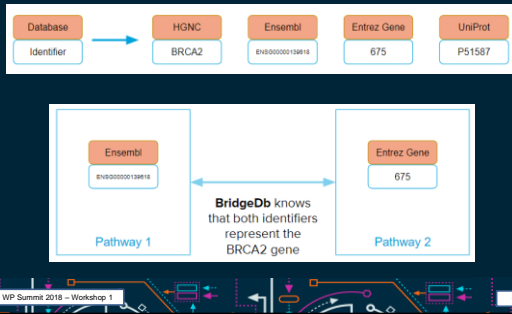 Database
Identifier
HGNC
BRCA2
Ensembl
ENSG00000139618
Entrez Gene
675
UniProt
P51587
Ensembl
ENSG00000139618
Pathway 1
BridgeDb knows
that both identifiers
represent the
BRCA2 gene
Entrez Gene
675
Pathway 2
WP Summit 2018 – Workshop 1